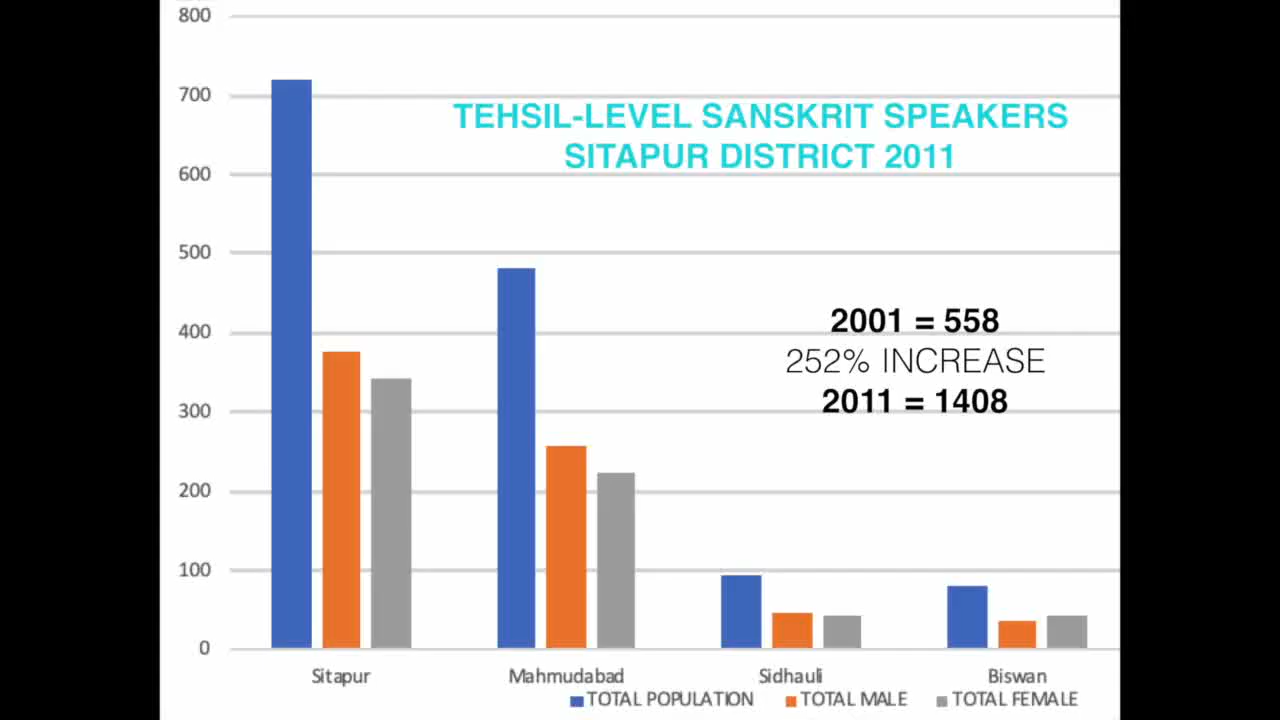 800
700
TEHSIL-LEVEL SANSKRIT SPEAKERS
SITAPUR DISTRICT 2011
600
500
2001 = 558
400
252% INCREASE
2011 = 1408
300
200
100
0
Sitapur Mahmudabad Sidhauli Biswan
TOTAL POPULATION TOTAL MALE TOTAL FEMALE